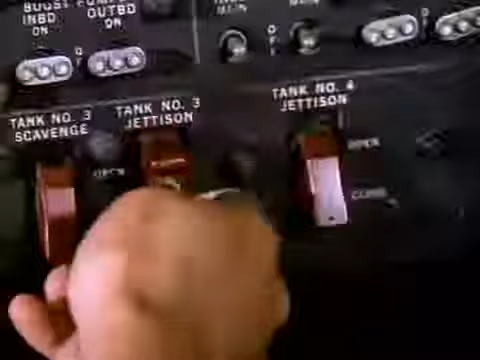 BOOST
INBD
ON
OUTBD
ON
TANK NO. 3
SCAVENGE
TANK NO. 3
JETTISON
TANK NO. 4
JETTISON
OPEN
OPEN
CLOSE